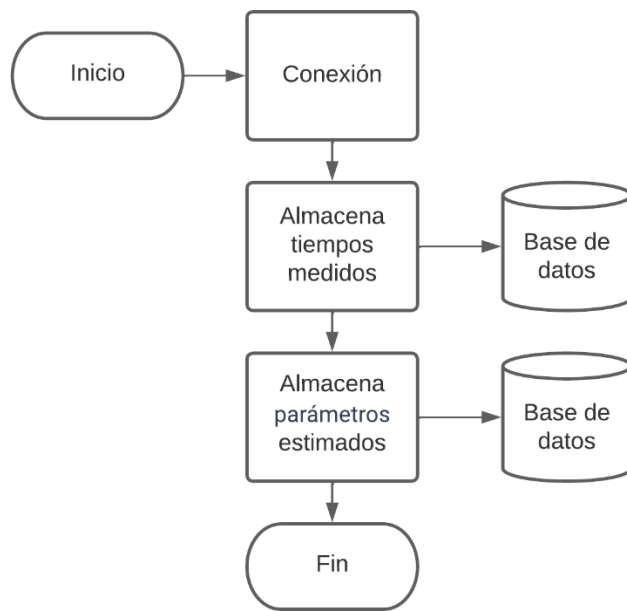 Inicio
Conexión
Almacena
tiempos
medidos
Base de
datos
Almacena
parámetros
estimados
Base de
datos
Fin